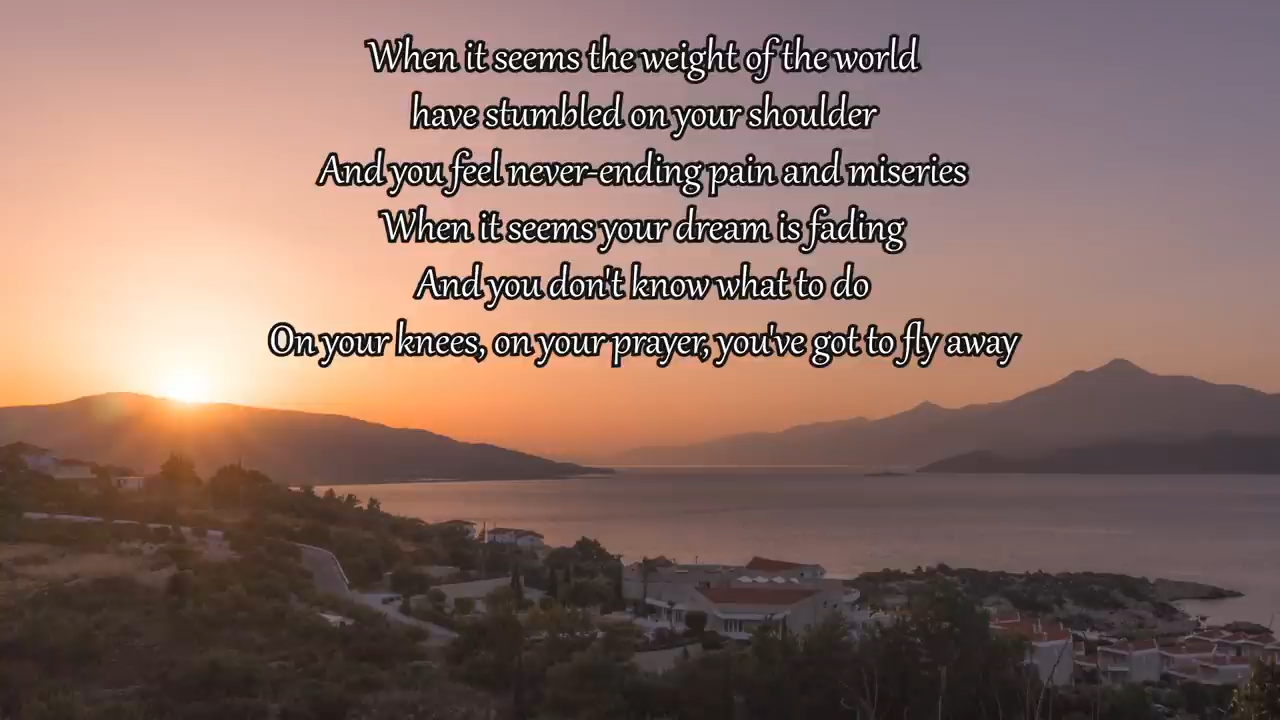 When it seems the weight of the world
have stumbled on your shoulder
And you feel never-ending pain and miseries
When it seems your dream is fading
And you don't know what to do
On your knees, on your prayer, you've got to fly away